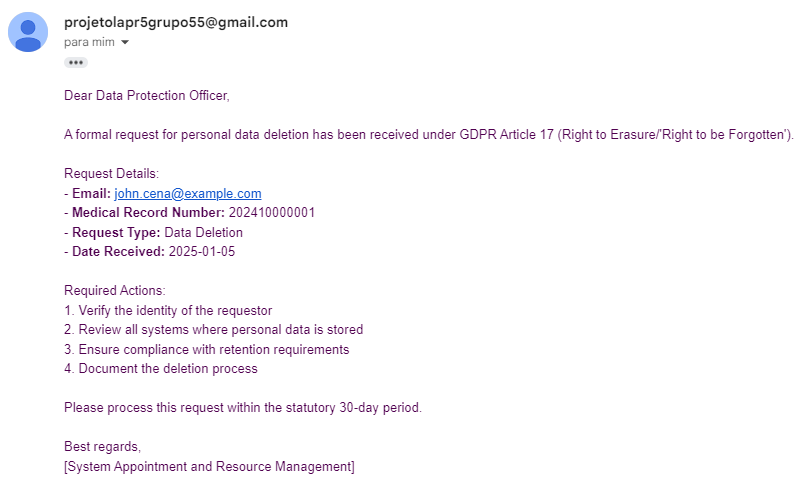 projetolapr5grupo55@gmail.com
para mim
Dear Data Protection Officer,
A formal request for personal data deletion has been received under GDPR Article 17 (Right to Erasure/'Right to be Forgotten').
Request Details:
- Email: john.cena@example.com
- Medical Record Number: 202410000001
- Request Type: Data Deletion
- Date Received: 2025-01-05
Required Actions:
1. Verify the identity of the requestor
2. Review all systems where personal data is stored
3. Ensure compliance with retention requirements
4. Document the deletion process
Please process this request within the statutory 30-day period.
Best regards,
[System Appointment and Resource Management]